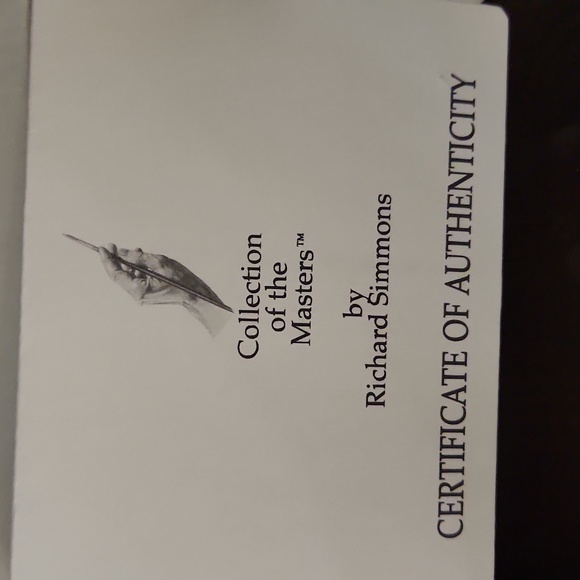 Collection
of the
Masters™
by
Richard Simmons
CERTIFICATE OF AUTHENTICITY